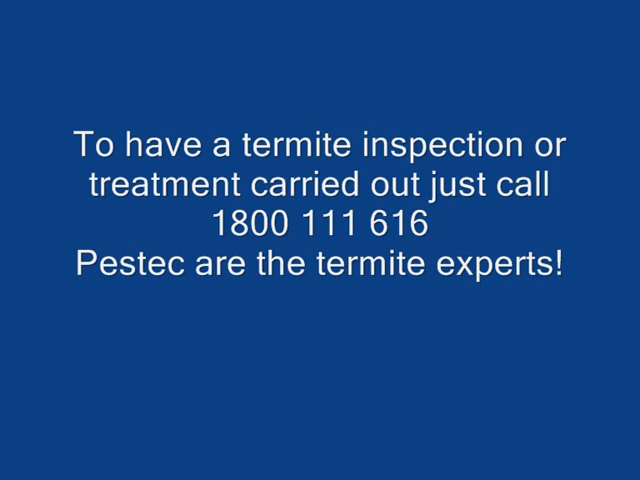 To have a termite inspection or
treatment carried out just call
1800 111 616
Pestec are the termite experts!